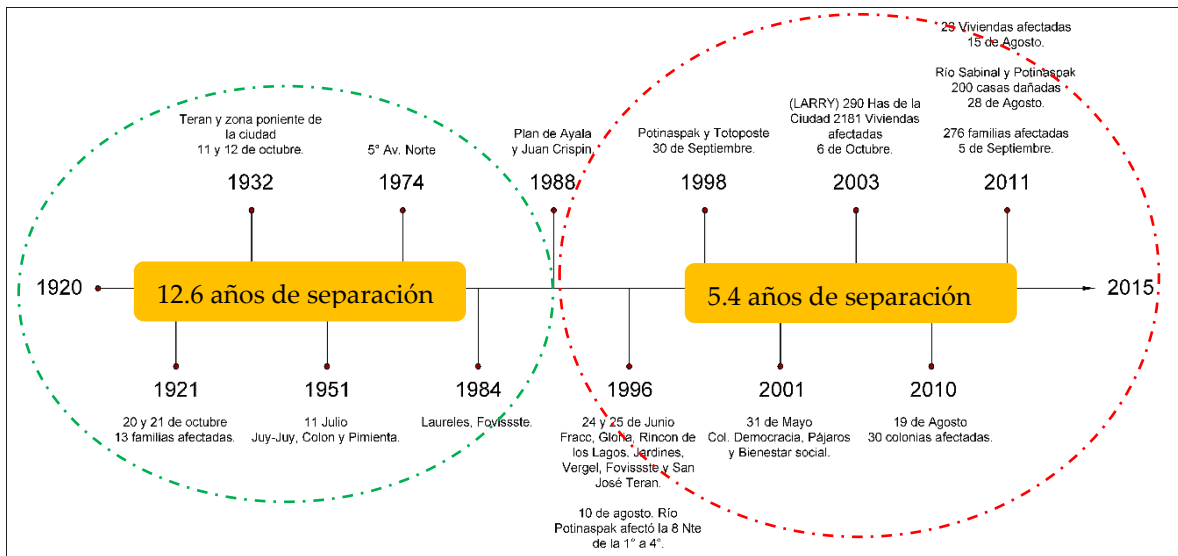 23 Viviendas afectadas
15 de Agosto.
Río Sabinal y Potinaspak
200 casas dañadas
28 de Agosto.
276 familias afectadas
5 de Septiembre.
2011
(LARRY) 290 Has de la
Ciudad 2181 Viviendas
afectadas
6 de Octubre.
2003
Potinaspak y Totoposte
30 de Septiembre.
1998
Plan de Ayala
y Juan Crispin.
1988
5° Av. Norte
1974
Teran y zona poniente de
la ciudad
11 y 12 de octubre.
1932
1920
12.6 años de separación
5.4 años de separación
2015
1921
20 y 21 de octubre
13 familias afectadas.
1951
11 Julio
Juy-Juy, Colon y Pimienta.
1984
Laureles, Fovissste.
1996
24 y 25 de Junio
Fracc, Gloria, Rincon de
los Lagos. Jardines,
Vergel, Fovissste y San
José Teran.
10 de agosto. Río
Potinaspak afectó la 8 Nte
de la 1° a 4°.
2001
31 de Mayo
Col. Democracia, Pájaros
y Bienestar social.
2010
19 de Agosto
30 colonias afectadas.